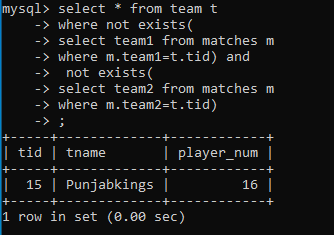 mysql> select * from team t
    -> where not exists(
    -> select team1 from matches m
    -> where m.team1=t.tid) and
    ->  not exists(
    -> select team2 from matches m
    -> where m.team2=t.tid)
    -> ;
+-----+-------------+------------+
| tid | tname       | player_num |
+-----+-------------+------------+
|  15 | Punjabkings |         16 |
+-----+-------------+------------+
1 row in set (0.00 sec)